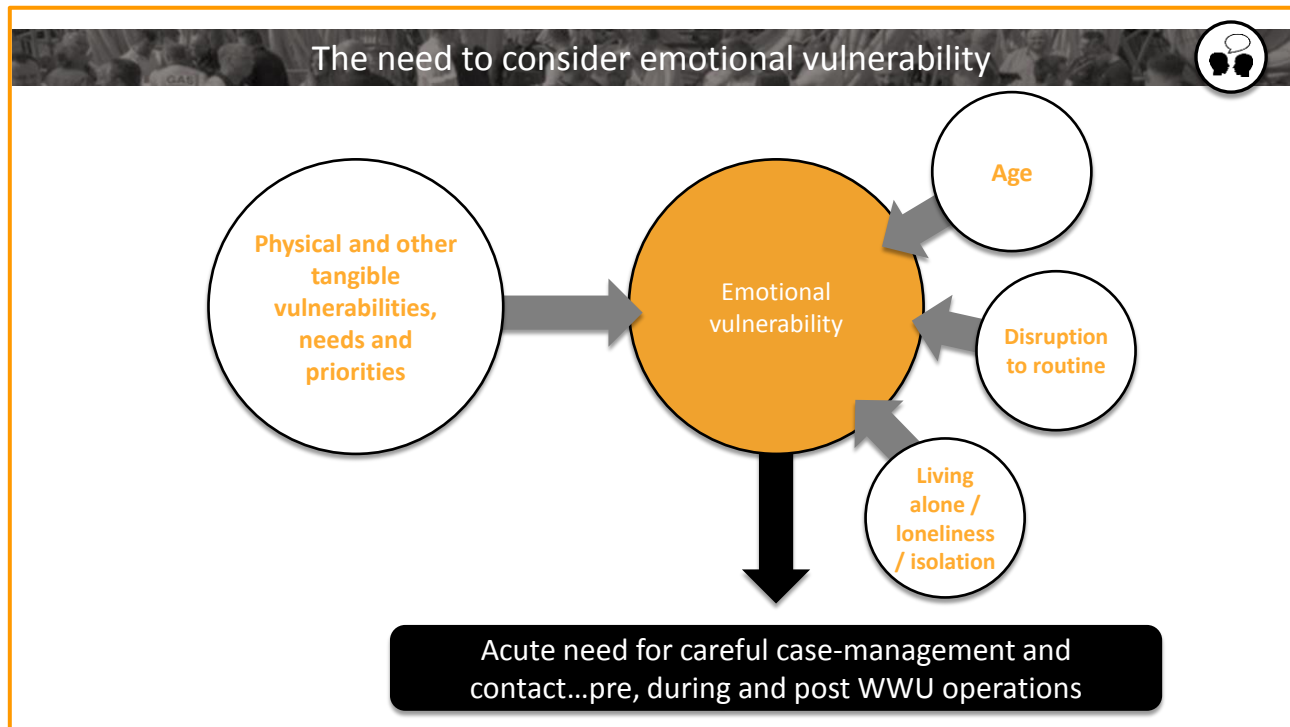 The need to consider emotional vulnerability
GAS
Physical and other
tangible
vulnerabilities,
needs and
priorities
Emotional
vulnerability
Age
Disruption
to routine
Living
alone /
loneliness
/ isolation
Acute need for careful case-management and
contact...pre, during and post WWU operations